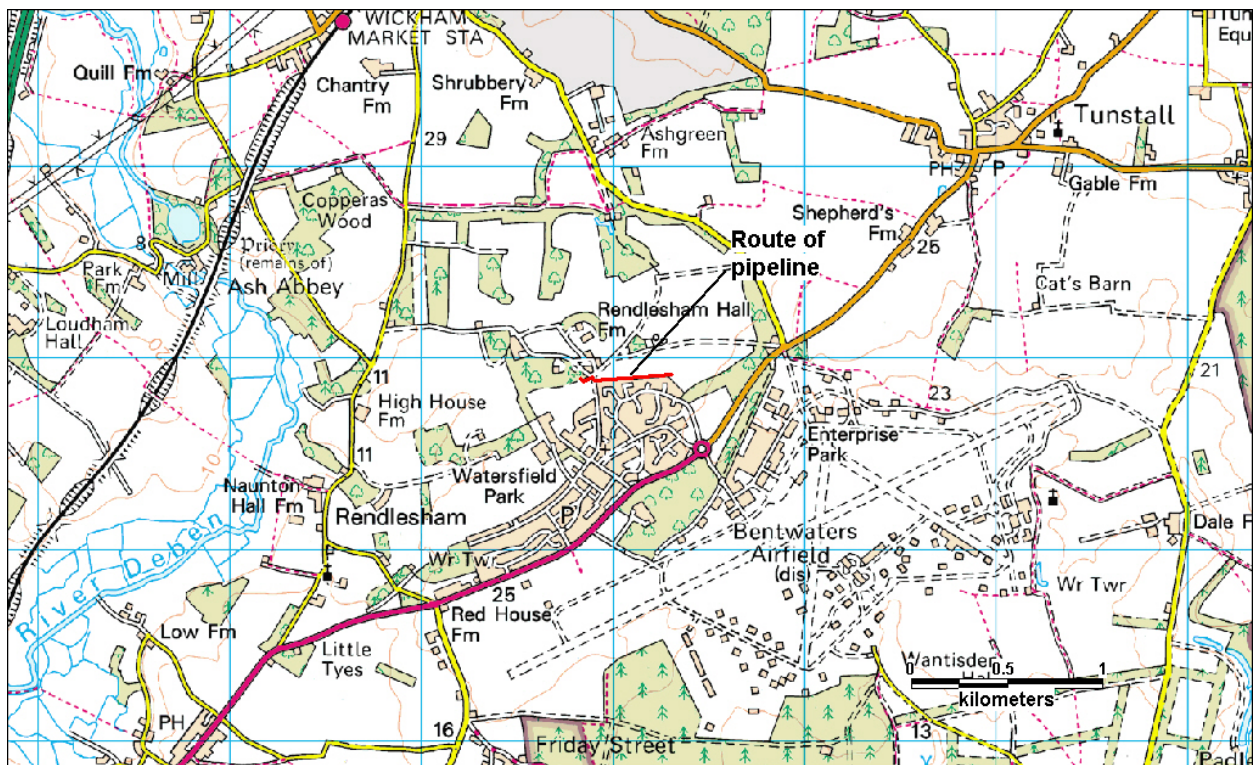 WICKHAM
MARKET STA
Quill Fm
Chantry
Fm
Shrubbery
Fm
Ashgreen
Fm
Tunstall
29
PH
P
Gable Fm
Copperas
Wood
Shepherd's
Fm
26
8
Priory
(remains of)
Ash Abbey
Park
Fm
Mill
Route of
pipeline
Cat's Barn
Loudham
Hall
Rendlesham Hall
Fm
E
11
21
High House
Fm
23
Enterprise
Park
11
10
Watersfield
Park
Naunton
Hall Fm
Rendlesham
P
Dale F
Bentwaters
Airfield
(dis)
River Deben
Wr Twr
Wr Twr
25
Red House
Fm
Low Fm
Little
Tyes
Wantisden
0 0.5 1
kilometers
PH
16
13
Friday Street